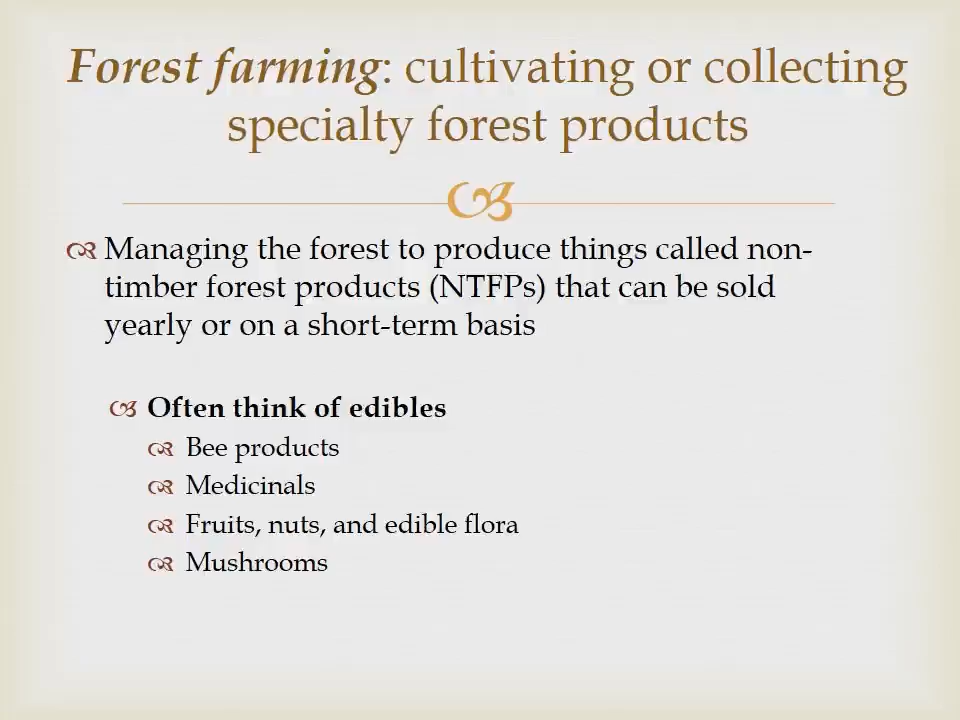 Forest farming: cultivating or collecting
specialty forest products
Managing the forest to produce things called non-
timber forest products (NTFPs) that can be sold
yearly or on a short-term basis
Often think of edibles
Bee products
Medicinals
Fruits, nuts, and edible flora
Mushrooms